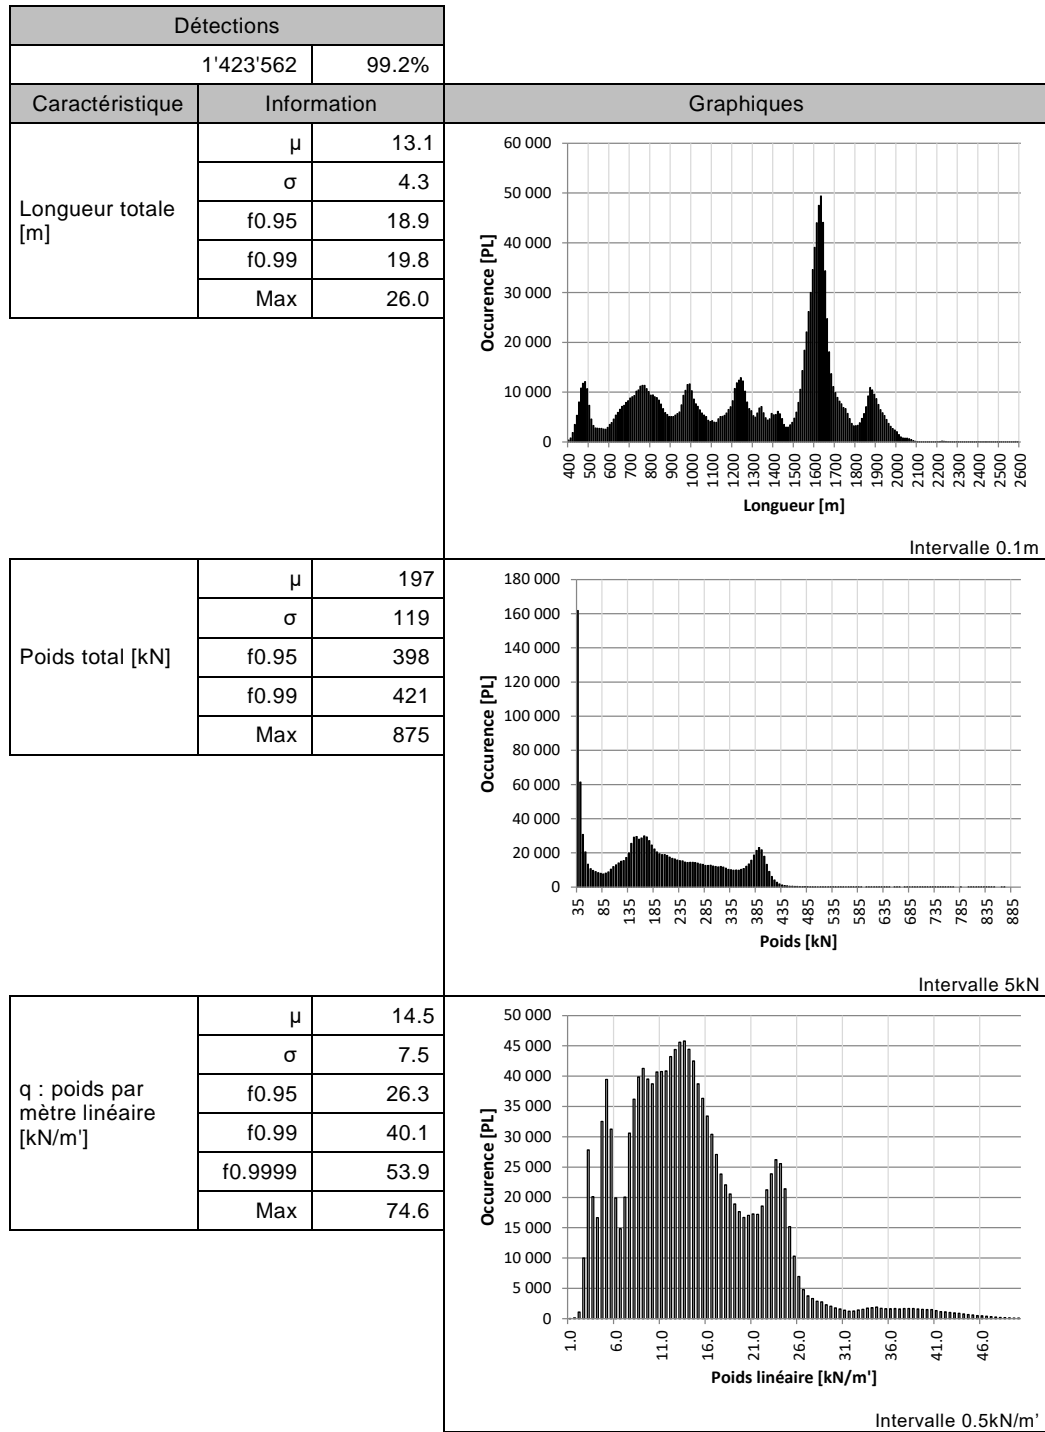 Détections
1'423'562 99.2%
Caractéristique Information Graphiques
Longueur totale [m]
µ 13.1
σ 4.3
f0.95 18.9
f0.99 19.8
Max 26.0
60 000
50 000
40 000
30 000
20 000
10 000
0
Occurence [PL]
400 500 600 700 800 900 1000 1100 1200 1300 1400 1500 1600 1700 1800 1900 2000 2100 2200 2300 2400 2500 2600
Longueur [m]
Intervalle 0.1m
Poids total [kN]
µ 197
σ 119
f0.95 398
f0.99 421
Max 875
180 000
160 000
140 000
120 000
100 000
80 000
60 000
40 000
20 000
0
Occurence [PL]
35 85 135 185 235 285 335 385 435 485 535 585 635 685 735 785 835 885
Poids [kN]
Intervalle 5kN
q : poids par
mètre linéaire
[kN/m']
µ 14.5
σ 7.5
f0.95 26.3
f0.99 40.1
f0.9999 53.9
Max 74.6
50 000
45 000
40 000
35 000
30 000
25 000
20 000
15 000
10 000
5 000
0
Occurence [PL]
1.0 6.0 11.0 16.0 21.0 26.0 31.0 36.0 41.0 46.0
Poids linéaire [kN/m']
Intervalle 0.5kN/m’